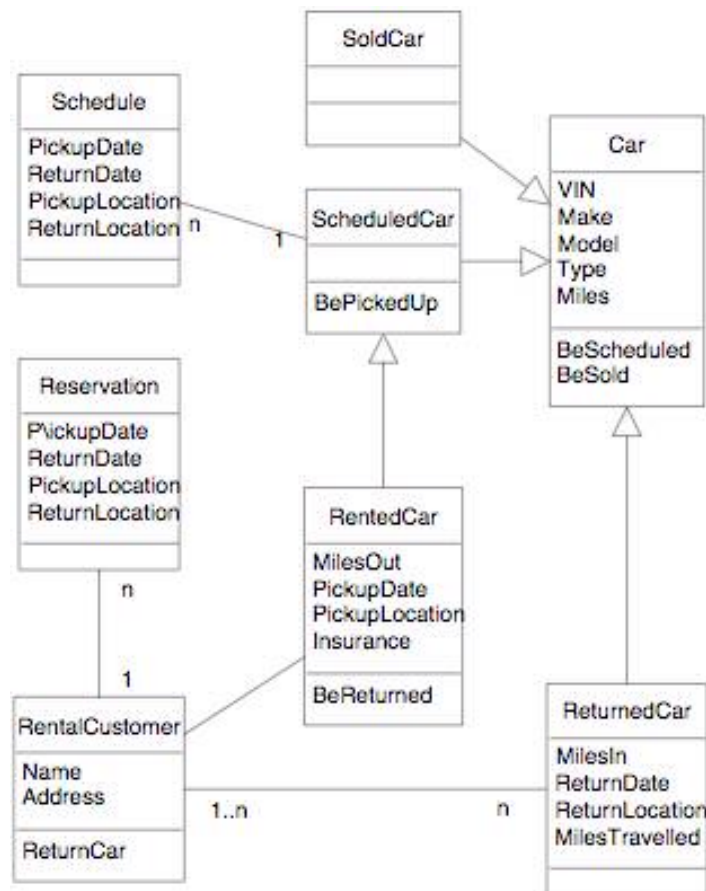 SoldCar
Schedule
PickupDate
ReturnDate
PickupLocation
ReturnLocation
n
1
ScheduledCar
BePickedUp
Car
VIN
Make
Model
Type
Miles
BeScheduled
BeSold
Reservation
P\ickupDate
ReturnDate
PickupLocation
ReturnLocation
n
1
RentedCar
MilesOut
PickupDate
PickupLocation
Insurance
BeReturned
RentalCustomer
Name
Address
ReturnCar
1..n
n
ReturnedCar
MilesIn
ReturnDate
ReturnLocation
MilesTravelled